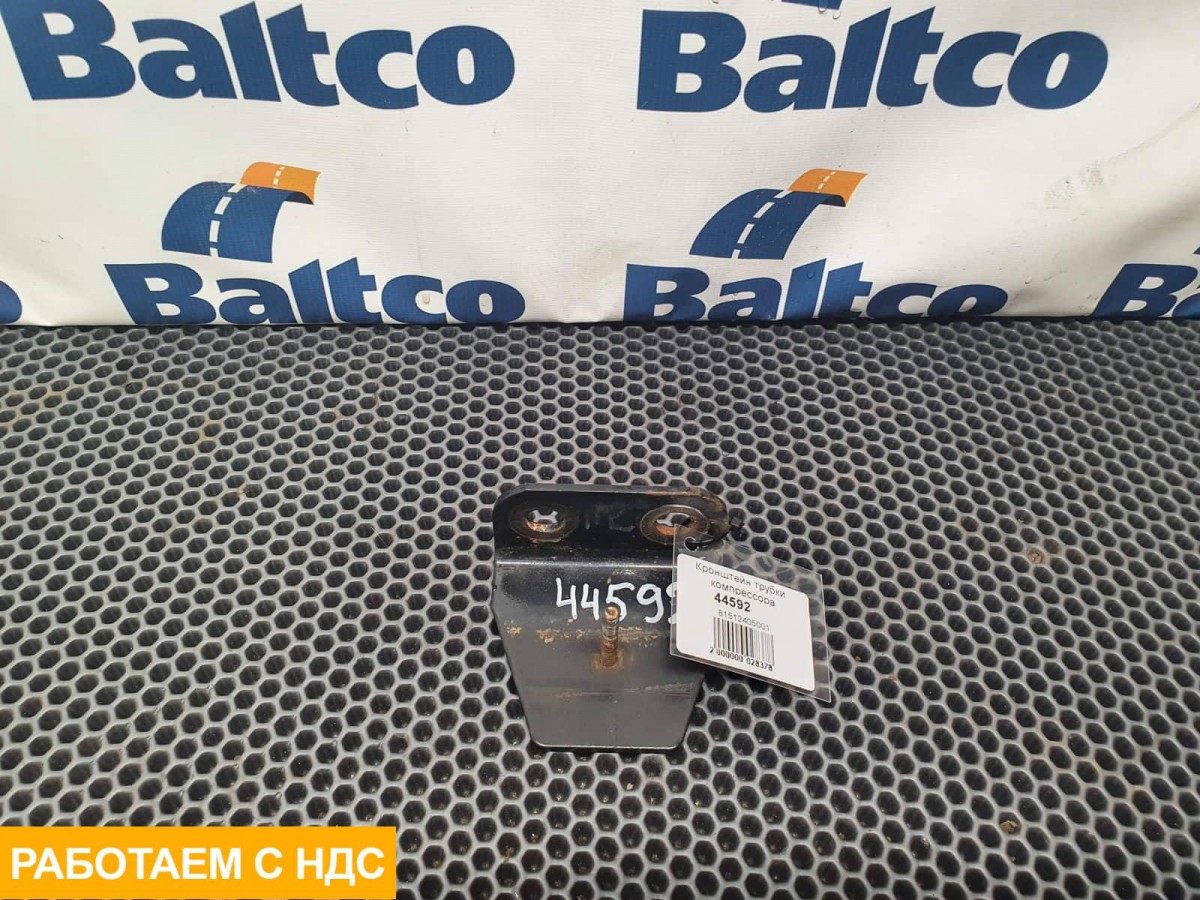 Baltco
Baltco
Baltco
Baltco
Кронштейн трубки
компрессора
44592
81512405001
2 000000 028378
4459
РАБОТАЕМ С НДС